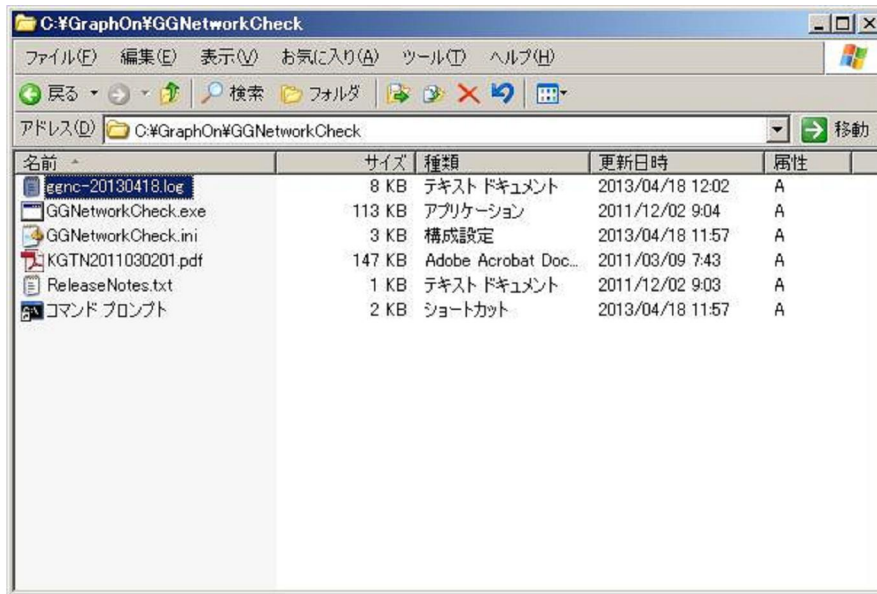 C:¥GraphOn¥GGNetworkCheck
ファイル(F) 編集(E) 表示(V) お気に入り(A) ツール(T) ヘルプ(H)
戻る 検索 フォルダ
アドレス(D) C:¥GraphOn¥GGNetworkCheck 移動
名前 サイズ 種類 更新日時 属性
ggnc-20130418.log 8 KB テキスト ドキュメント 2013/04/18 12:02 A
GGNetworkCheck.exe 113 KB アプリケーション 2011/12/02 9:04 A
GGNetworkCheck.ini 3 KB 構成設定 2013/04/18 11:57 A
KGTN2011030201.pdf 147 KB Adobe Acrobat Doc... 2011/03/09 7:43 A
ReleaseNotes.txt 1 KB テキスト ドキュメント 2011/12/02 9:03 A
コマンド プロンプト 2 KB ショートカット 2013/04/18 11:57 A